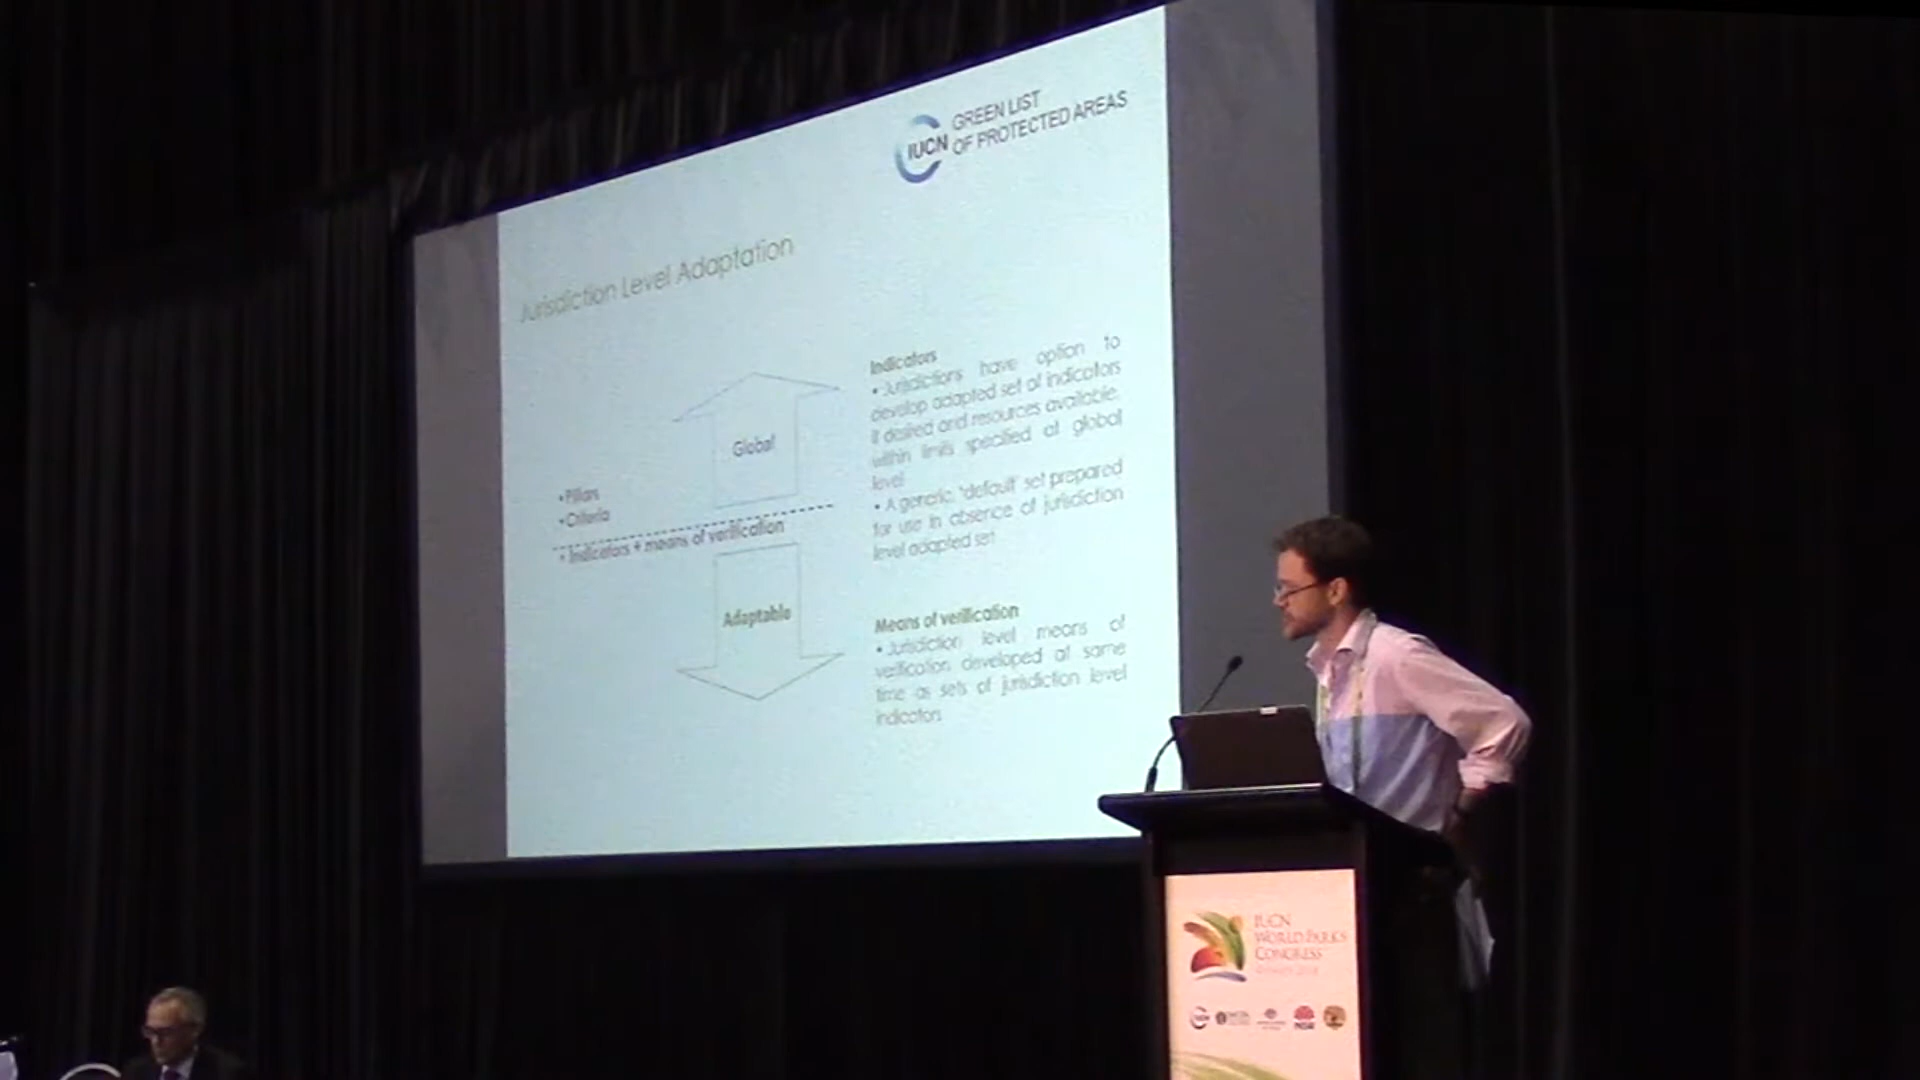 IUCN
GREEN LIST
OF PROTECTED AREAS
Jurisdiction Level Adaptation
Global
• Pillars
• Criteria
• Indicators + means of verification
Adaptable
Indicators
• Jurisdictions have option to
develop adapted set of indicators
if desired and resources available,
within limits specified at global
level
• A generic, 'default' set prepared
for use in absence of jurisdiction
level adapted set
Means of verification
• Jurisdiction level means of
verification developed at same
time as sets of jurisdiction level
indicators
IUCN
WORLD PARKS
CONGRESS
NSW